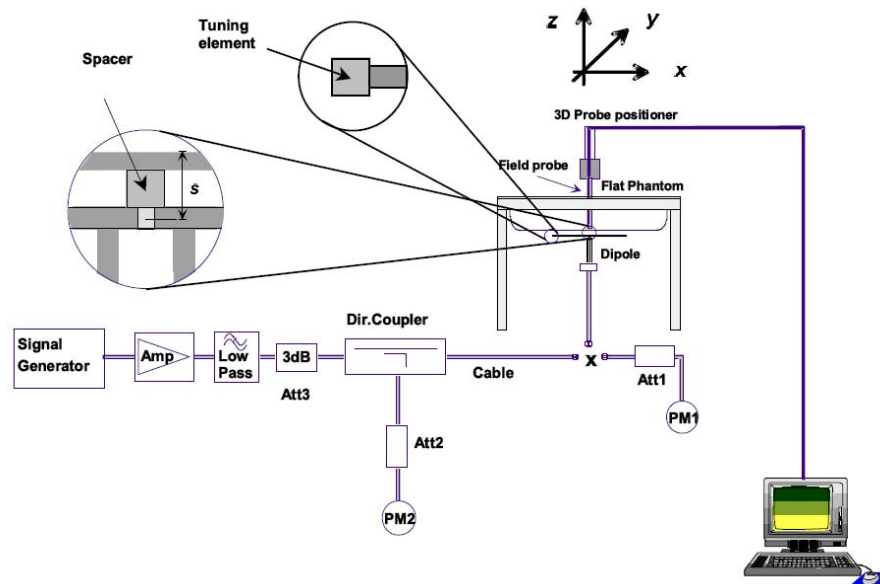 Tuning
element
z
y
x
Spacer
3D Probe positioner
Field probe
Flat Phantom
s
Dipole
Dir.Coupler
Signal
Generator
Amp
Low
Pass
3dB
Att3
Cable
x
Att1
PM1
Att2
PM2